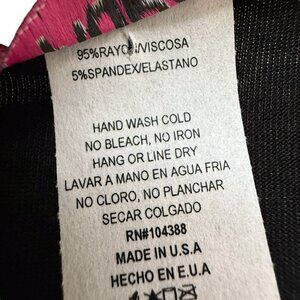 95%RAYON/VISCOSA
5%SPANDEX/ELASTANO
HAND WASH COLD
NO BLEACH, NO IRON
HANG OR LINE DRY
LAVAR A MANO EN AGUA FRIA
NO CLORO, NO PLANCHAR
SECAR COLGADO
RN#104388
MADE IN U.S.A
HECHO EN E.U.A